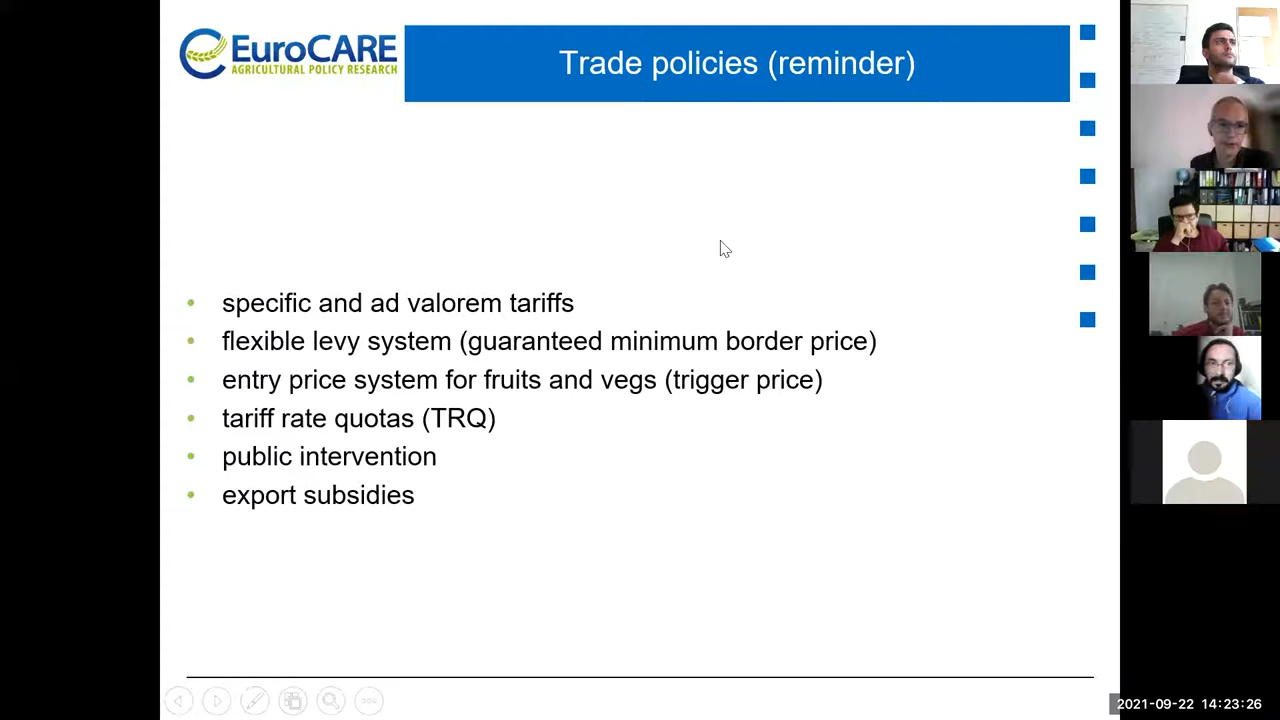 EuroCARE
AGRICULTURAL POLICY RESEARCH
Trade policies (reminder)
• specific and ad valorem tariffs
• flexible levy system (guaranteed minimum border price)
• entry price system for fruits and vegs (trigger price)
• tariff rate quotas (TRQ)
• public intervention
• export subsidies
2021-09-22 14:23:26